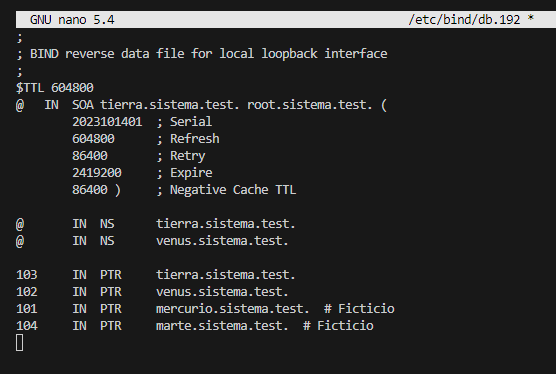 GNU nano 5.4 /etc/bind/db.192 *
;
; BIND reverse data file for local loopback interface
;
$TTL 604800
@ IN SOA tierra.sistema.test. root.sistema.test. (
2023101401 ; Serial
604800 ; Refresh
86400 ; Retry
2419200 ; Expire
86400 ) ; Negative Cache TTL
@ IN NS tierra.sistema.test.
@ IN NS venus.sistema.test.
103 IN PTR tierra.sistema.test.
102 IN PTR venus.sistema.test.
101 IN PTR mercurio.sistema.test. # Ficticio
104 IN PTR marte.sistema.test. # Ficticio